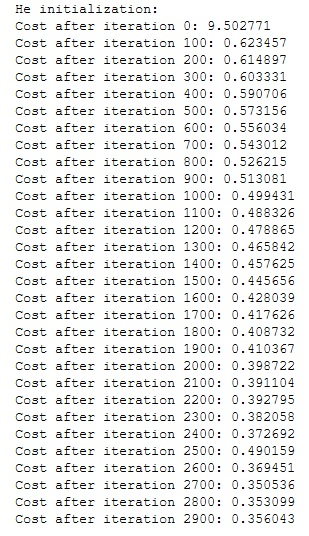 He initialization:
Cost after iteration 0: 9.502771
Cost after iteration 100: 0.623457
Cost after iteration 200: 0.614897
Cost after iteration 300: 0.603331
Cost after iteration 400: 0.590706
Cost after iteration 500: 0.573156
Cost after iteration 600: 0.556034
Cost after iteration 700: 0.543012
Cost after iteration 800: 0.526215
Cost after iteration 900: 0.513081
Cost after iteration 1000: 0.499431
Cost after iteration 1100: 0.488326
Cost after iteration 1200: 0.478865
Cost after iteration 1300: 0.465842
Cost after iteration 1400: 0.457625
Cost after iteration 1500: 0.445656
Cost after iteration 1600: 0.428039
Cost after iteration 1700: 0.417626
Cost after iteration 1800: 0.408732
Cost after iteration 1900: 0.410367
Cost after iteration 2000: 0.398722
Cost after iteration 2100: 0.391104
Cost after iteration 2200: 0.392795
Cost after iteration 2300: 0.382058
Cost after iteration 2400: 0.372692
Cost after iteration 2500: 0.490159
Cost after iteration 2600: 0.369451
Cost after iteration 2700: 0.350536
Cost after iteration 2800: 0.353099
Cost after iteration 2900: 0.356043